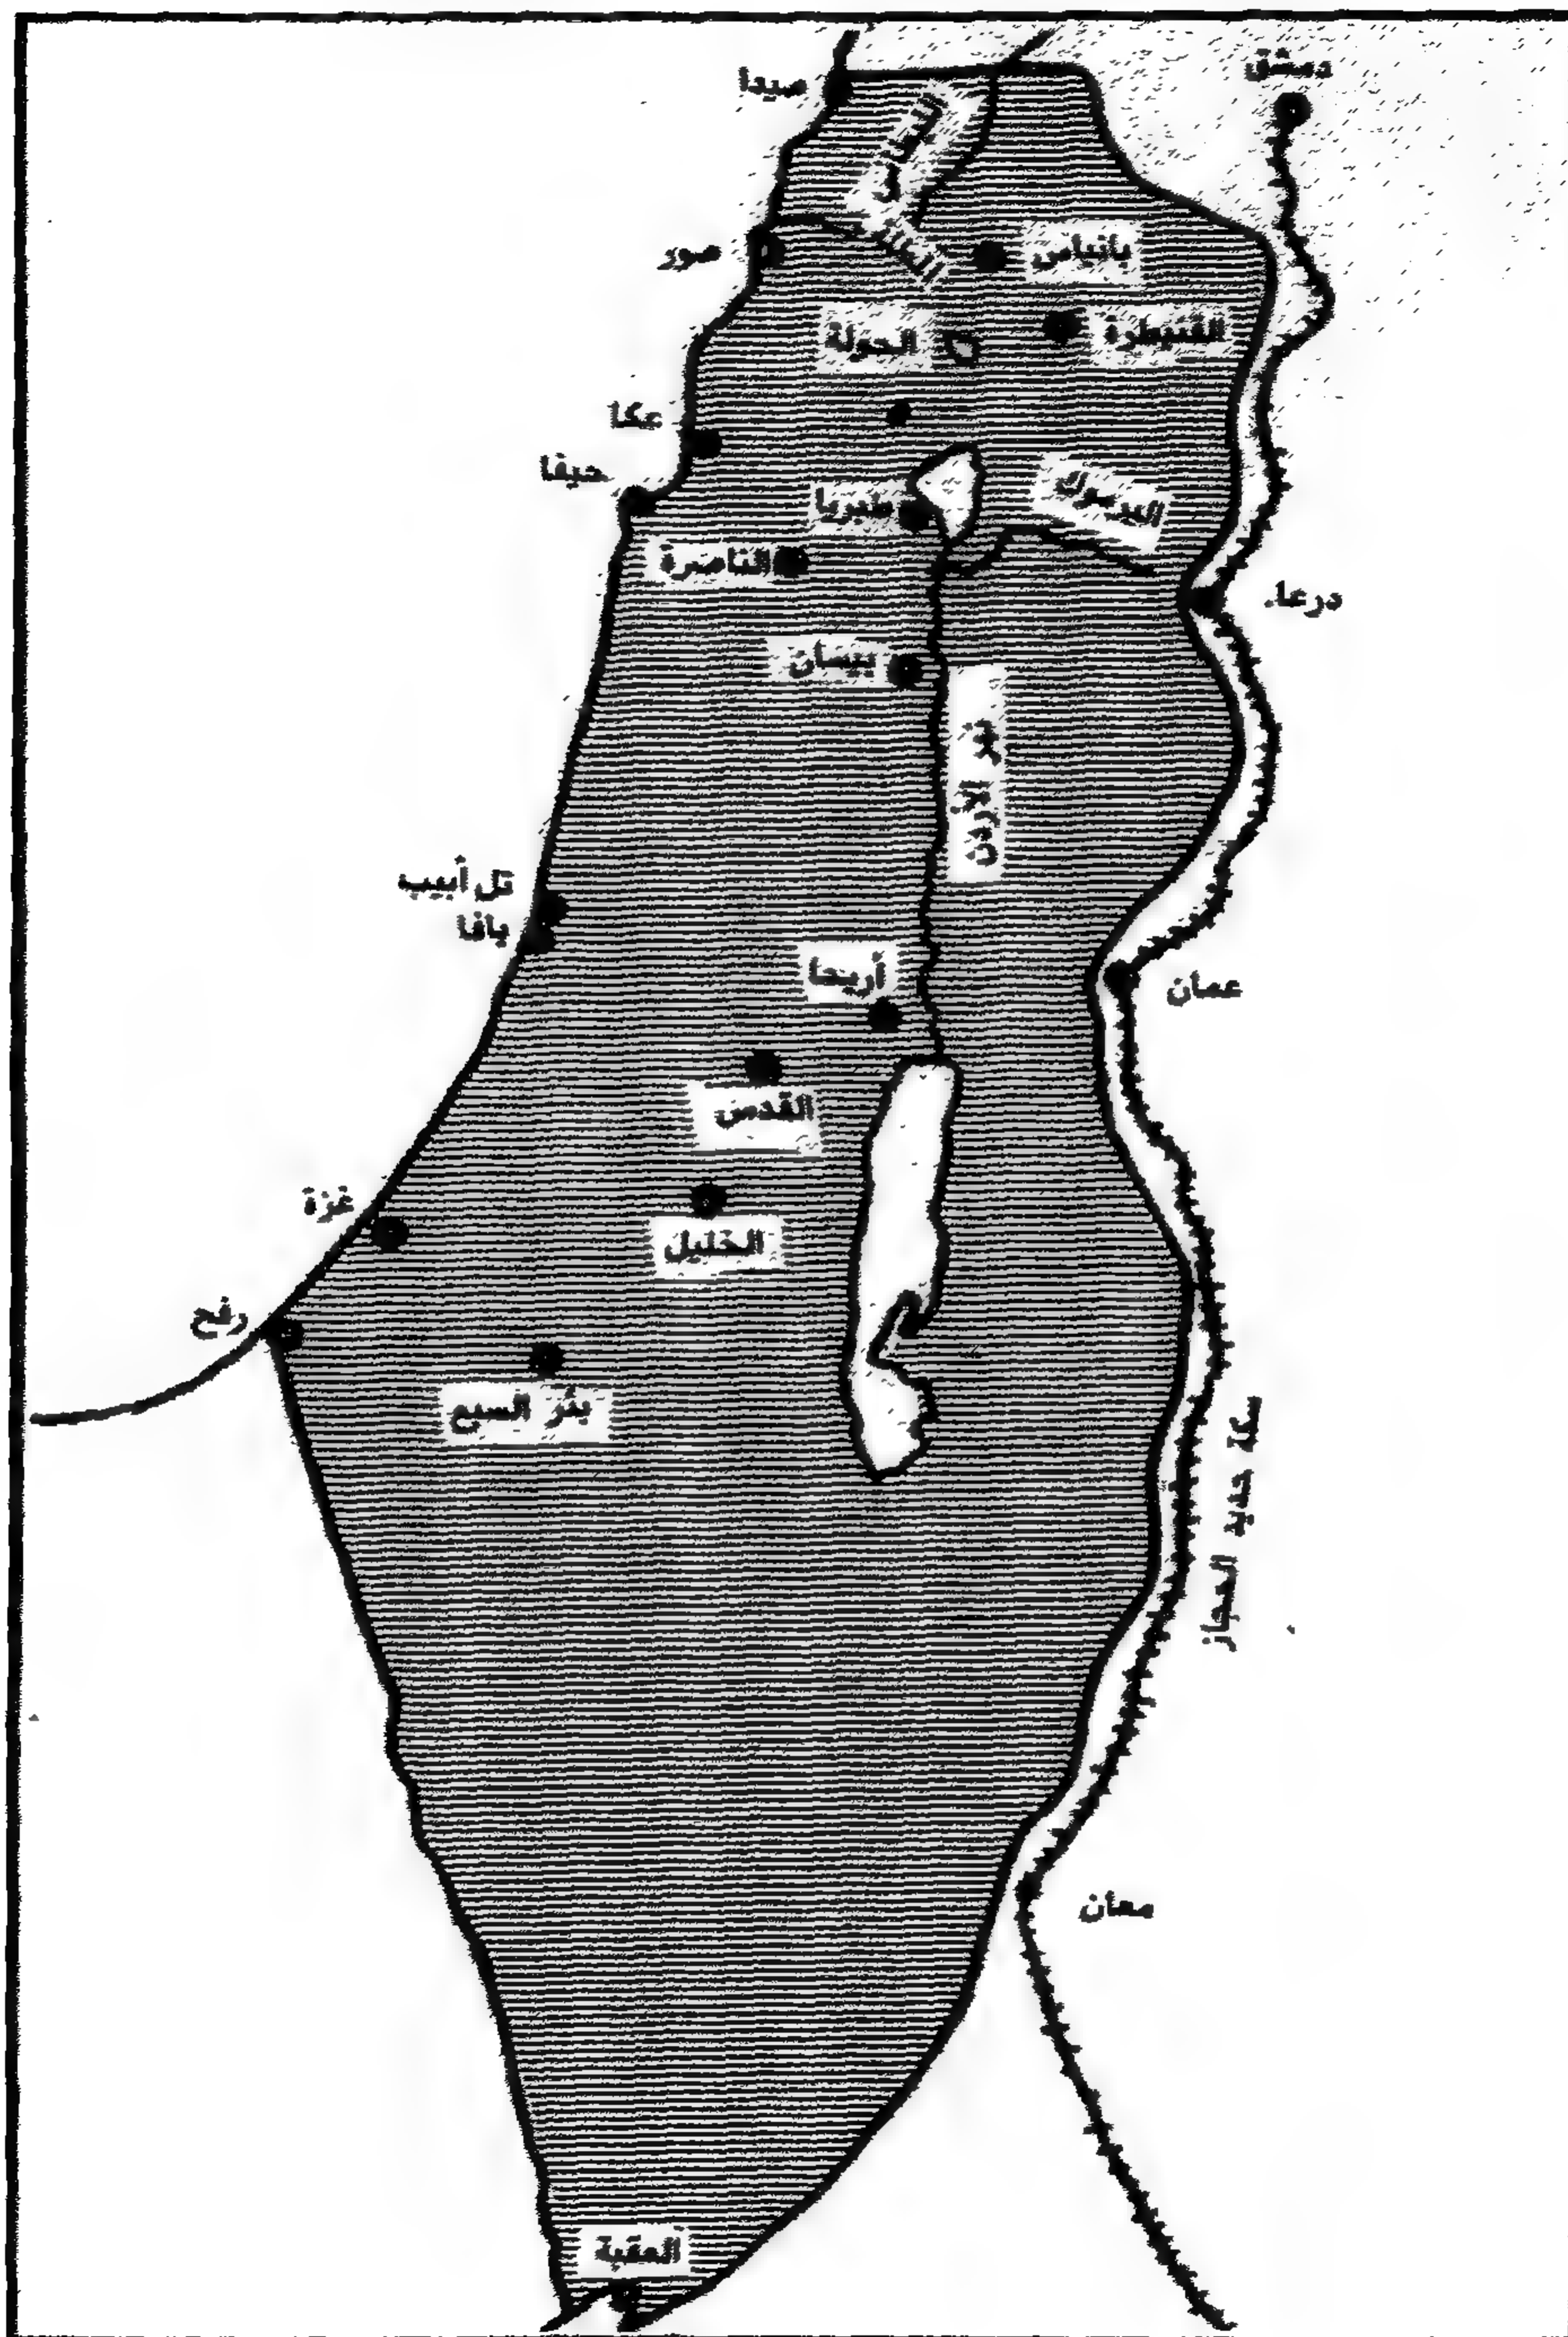 دمشق
صيدا
الليطاني
صور
بانياس
القنيطرة
الحولة
عكا
حيفا
طبريا
اليرموك
الناصرة
درعا
بيسان
نهر الأردن
تل أبيب
يافا
أريحا
عمان
القدس
غزة
الخليل
رفح
بئر السبع
سكة حديد الحجاز
معان
العقبة